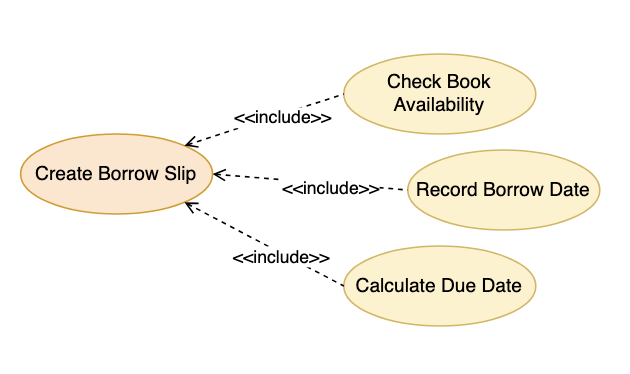 Check Book
Availability
<<include>>
Create Borrow Slip
<<include>>
Record Borrow Date
<<include>>
Calculate Due Date